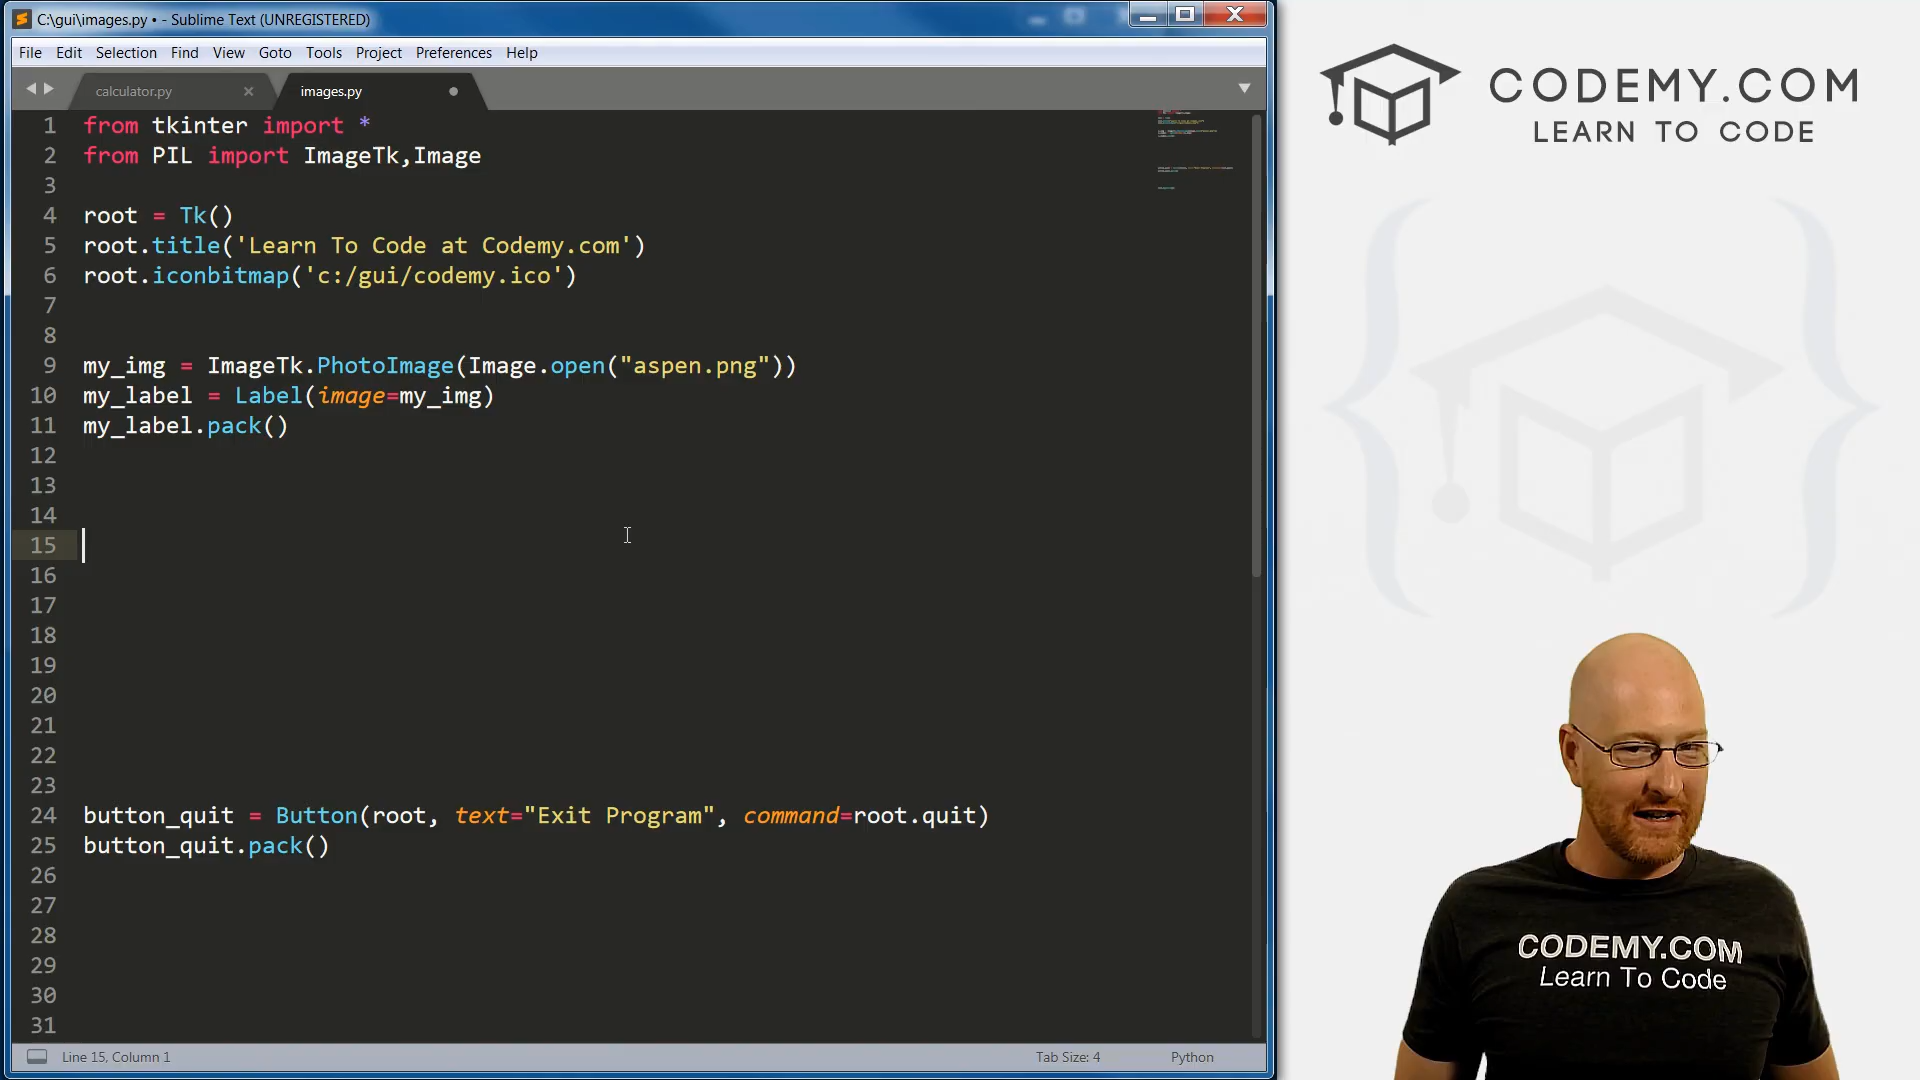 C:\gui\images.py • - Sublime Text (UNREGISTERED)
File Edit Selection Find View Goto Tools Project Preferences Help
calculator.py
images.py
1 from tkinter import *
2 from PIL import ImageTk,Image
3
4 root = Tk()
5 root.title('Learn To Code at Codemy.com')
6 root.iconbitmap('c:/gui/codemy.ico')
7
8
9 my_img = ImageTk.PhotoImage(Image.open("aspen.png"))
10 my_label = Label(image=my_img)
11 my_label.pack()
12
13
14
15
16
17
18
19
20
21
22
23
24 button_quit = Button(root, text="Exit Program", command=root.quit)
25 button_quit.pack()
26
27
28
29
30
31
Line 15, Column 1
Tab Size: 4
Python
CODEMY.COM
LEARN TO CODE
CODEMY.COM
Learn To Code